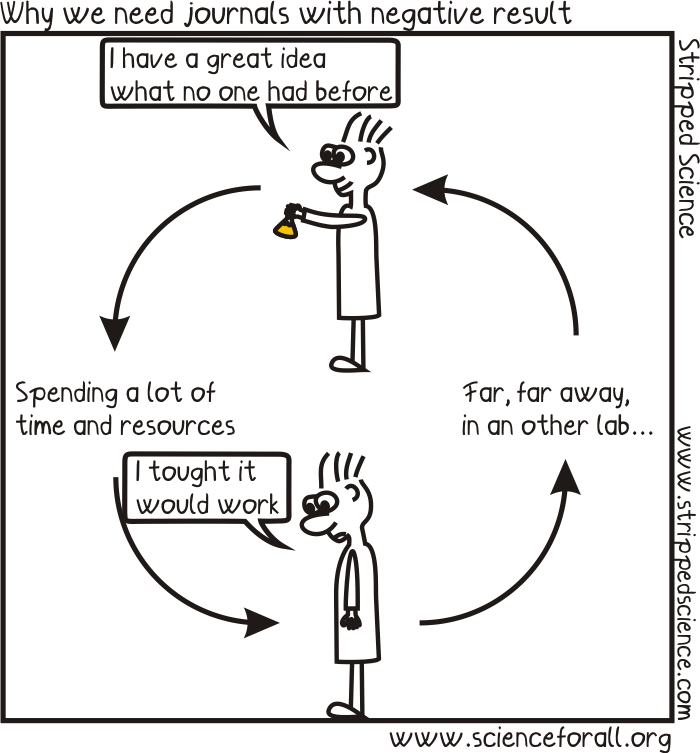 Why we need journals with negative result
I have a great idea
what no one had before
Stripped Science
Spending a lot of
time and resources
Far, far away,
in an other lab...
I tought it
would work
www.strippedscience.com
www.scienceforall.org